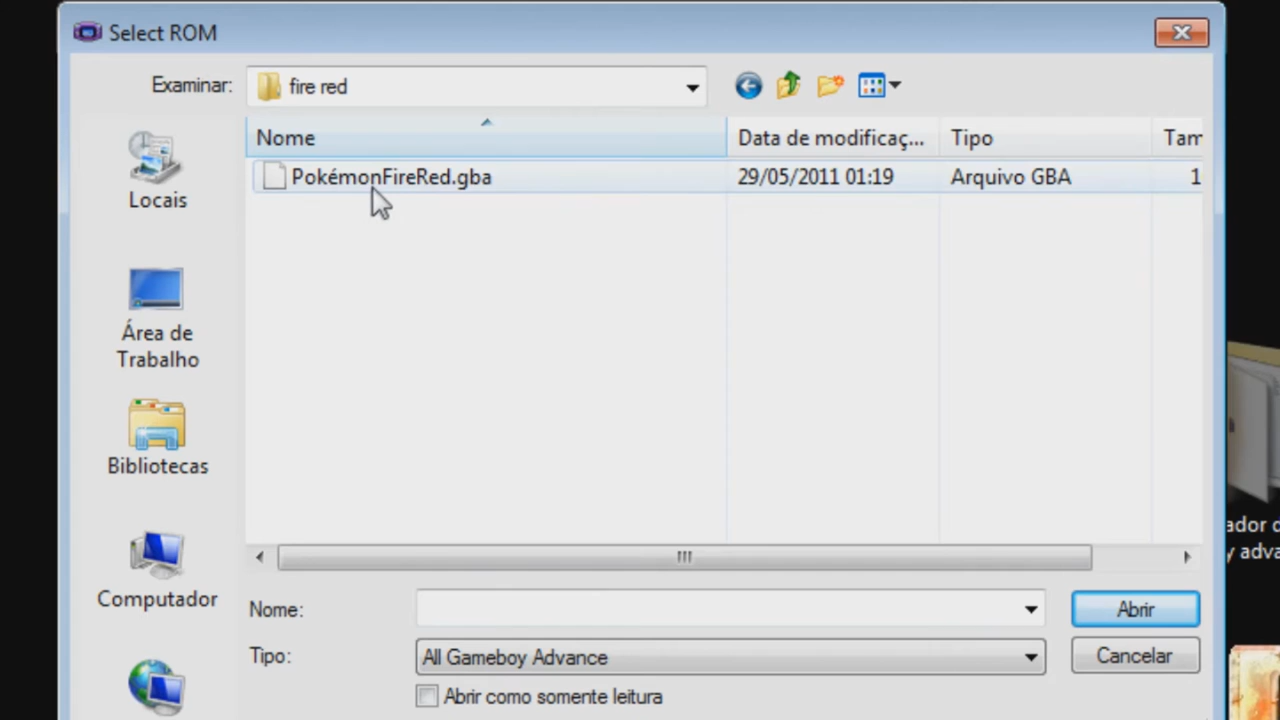 Select ROM
Examinar: fire red
Nome Data de modificaç... Tipo Tam
PokémonFireRed.gba 29/05/2011 01:19 Arquivo GBA 1
Locais
Área de
Trabalho
Bibliotecas
Computador
ador d
y adva
Nome: Abrir
Tipo: All Gameboy Advance Cancelar
Abrir como somente leitura